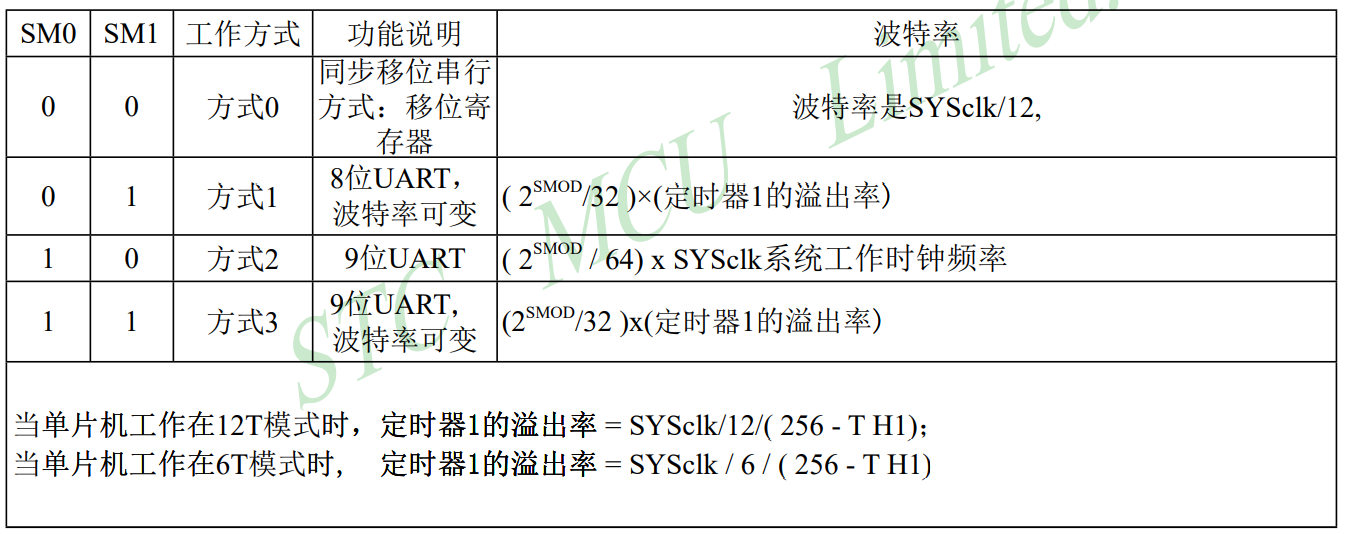 SM0 SM1 工作方式 功能说明 波特率
0 0 方式0 同步移位串行
方式：移位寄
存器 波特率是SYSclk/12,
0 1 方式1 8位UART，
波特率可变 ( 2^SMOD/32 )×(定时器1的溢出率)
1 0 方式2 9位UART ( 2^SMOD / 64) x SYSclk系统工作时钟频率
1 1 方式3 9位UART，
波特率可变 (2^SMOD/32 )x(定时器1的溢出率)
当单片机工作在12T模式时，定时器1的溢出率 = SYSclk/12/( 256 - T H1);
当单片机工作在6T模式时， 定时器1的溢出率 = SYSclk / 6 / ( 256 - T H1)
STC MCU Limited.